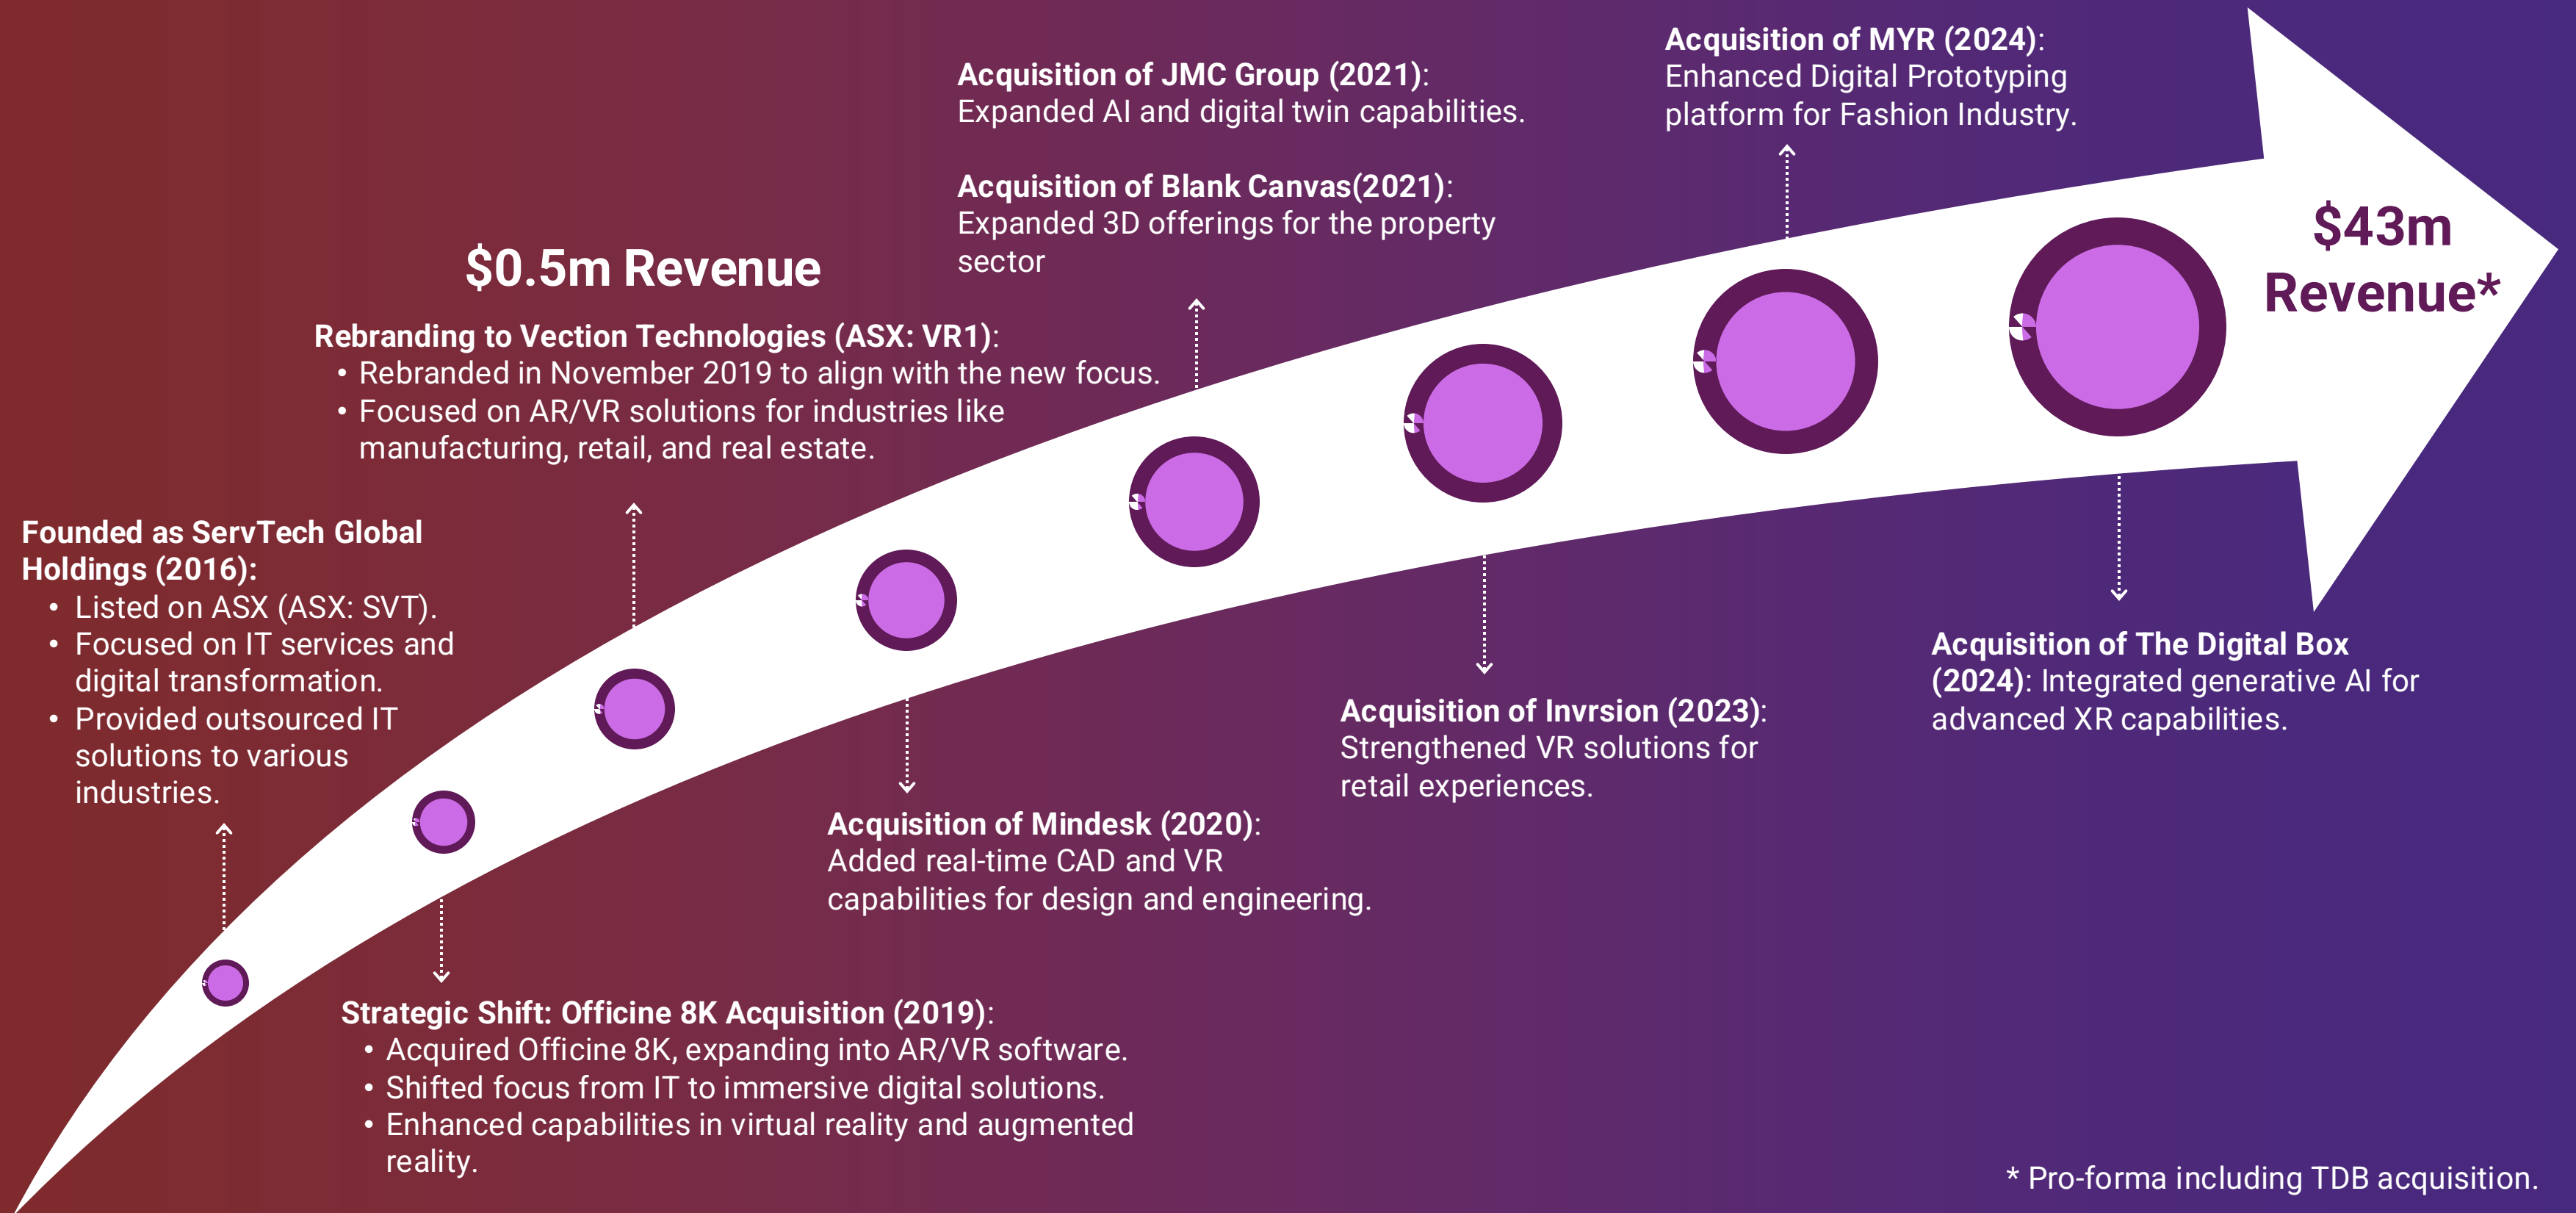 Founded as ServTech Global
Holdings (2016):
• Listed on ASX (ASX: SVT).
• Focused on IT services and
digital transformation.
• Provided outsourced IT
solutions to various
industries.
Strategic Shift: Officine 8K Acquisition (2019):
• Acquired Officine 8K, expanding into AR/VR software.
• Shifted focus from IT to immersive digital solutions.
• Enhanced capabilities in virtual reality and augmented
reality.
$0.5m Revenue
Rebranding to Vection Technologies (ASX: VR1):
• Rebranded in November 2019 to align with the new focus.
• Focused on AR/VR solutions for industries like
manufacturing, retail, and real estate.
Acquisition of Mindesk (2020):
Added real-time CAD and VR
capabilities for design and engineering.
Acquisition of JMC Group (2021):
Expanded AI and digital twin capabilities.
Acquisition of Blank Canvas(2021):
Expanded 3D offerings for the property
sector
Acquisition of Invrsion (2023):
Strengthened VR solutions for
retail experiences.
Acquisition of MYR (2024):
Enhanced Digital Prototyping
platform for Fashion Industry.
Acquisition of The Digital Box
(2024): Integrated generative AI for
advanced XR capabilities.
$43m
Revenue*
* Pro-forma including TDB acquisition.